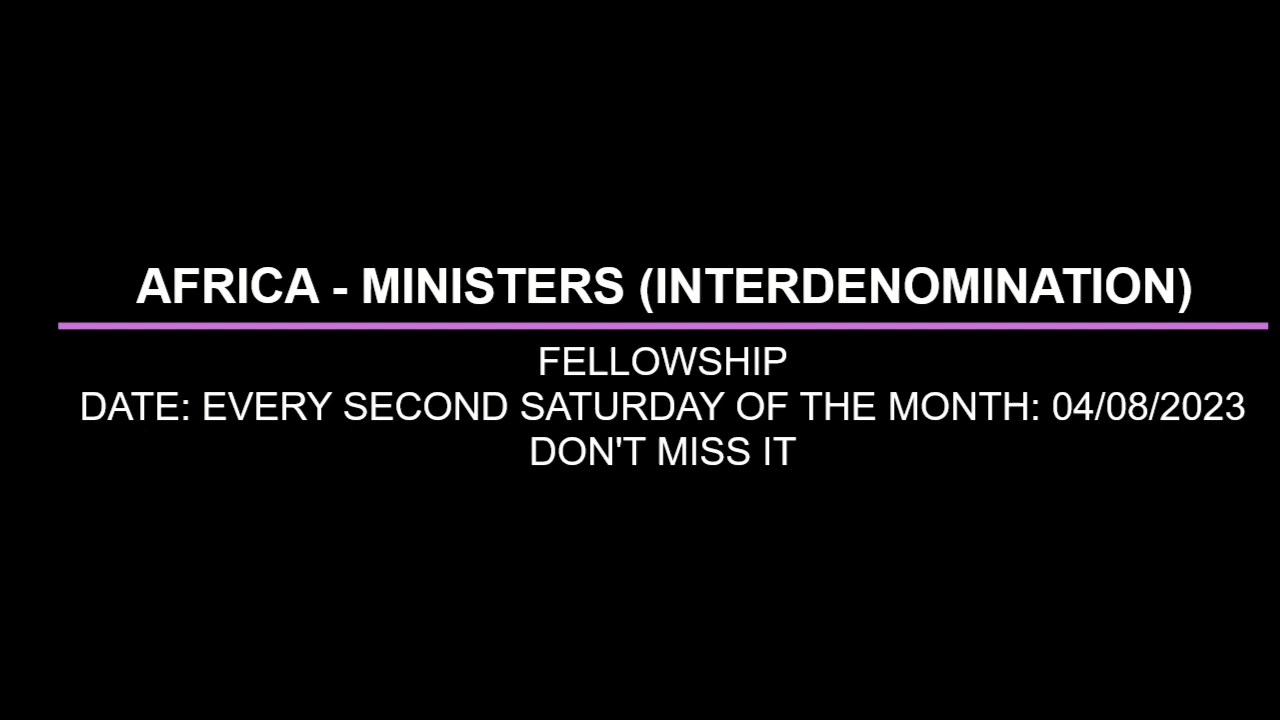 AFRICA - MINISTERS (INTERDENOMINATION)
FELLOWSHIP
DATE: EVERY SECOND SATURDAY OF THE MONTH: 04/08/2023
DON'T MISS IT